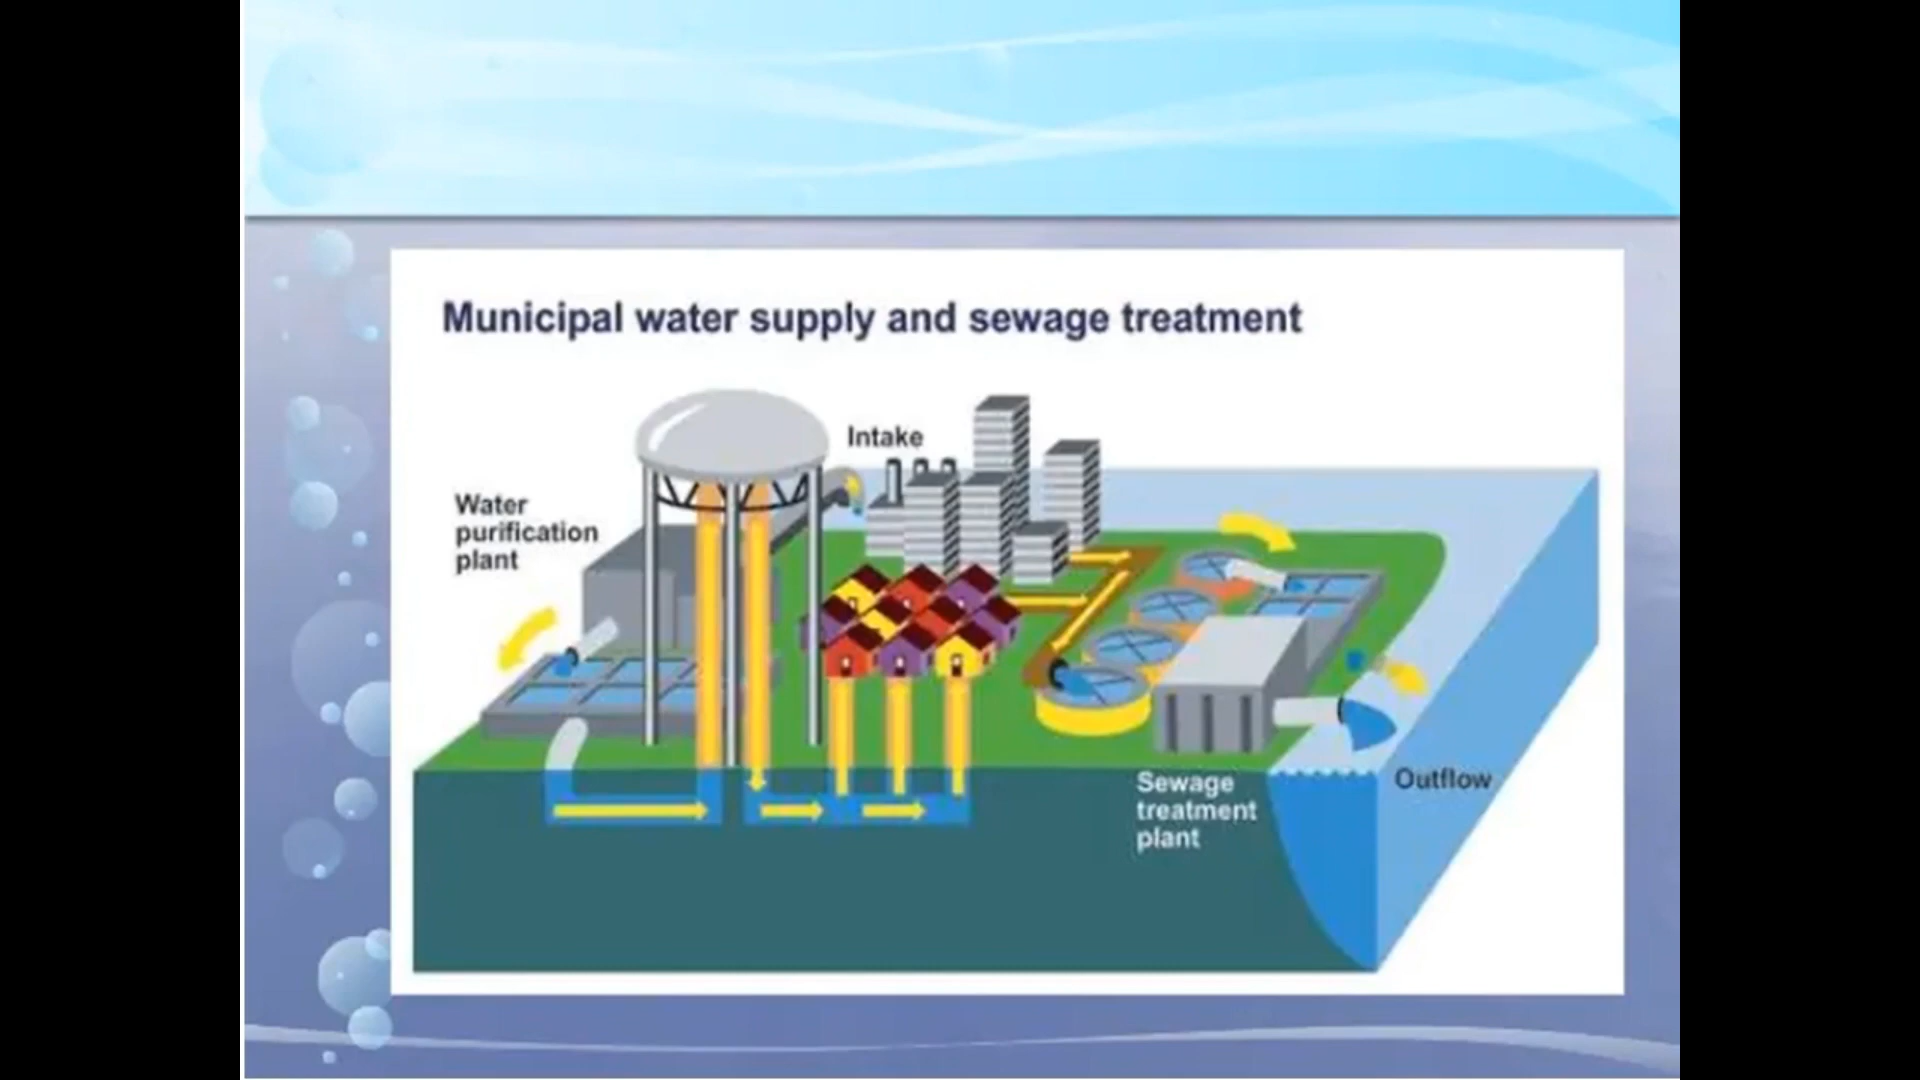 Municipal water supply and sewage treatment
Intake
Water
purification
plant
Sewage
treatment
plant
Outflow